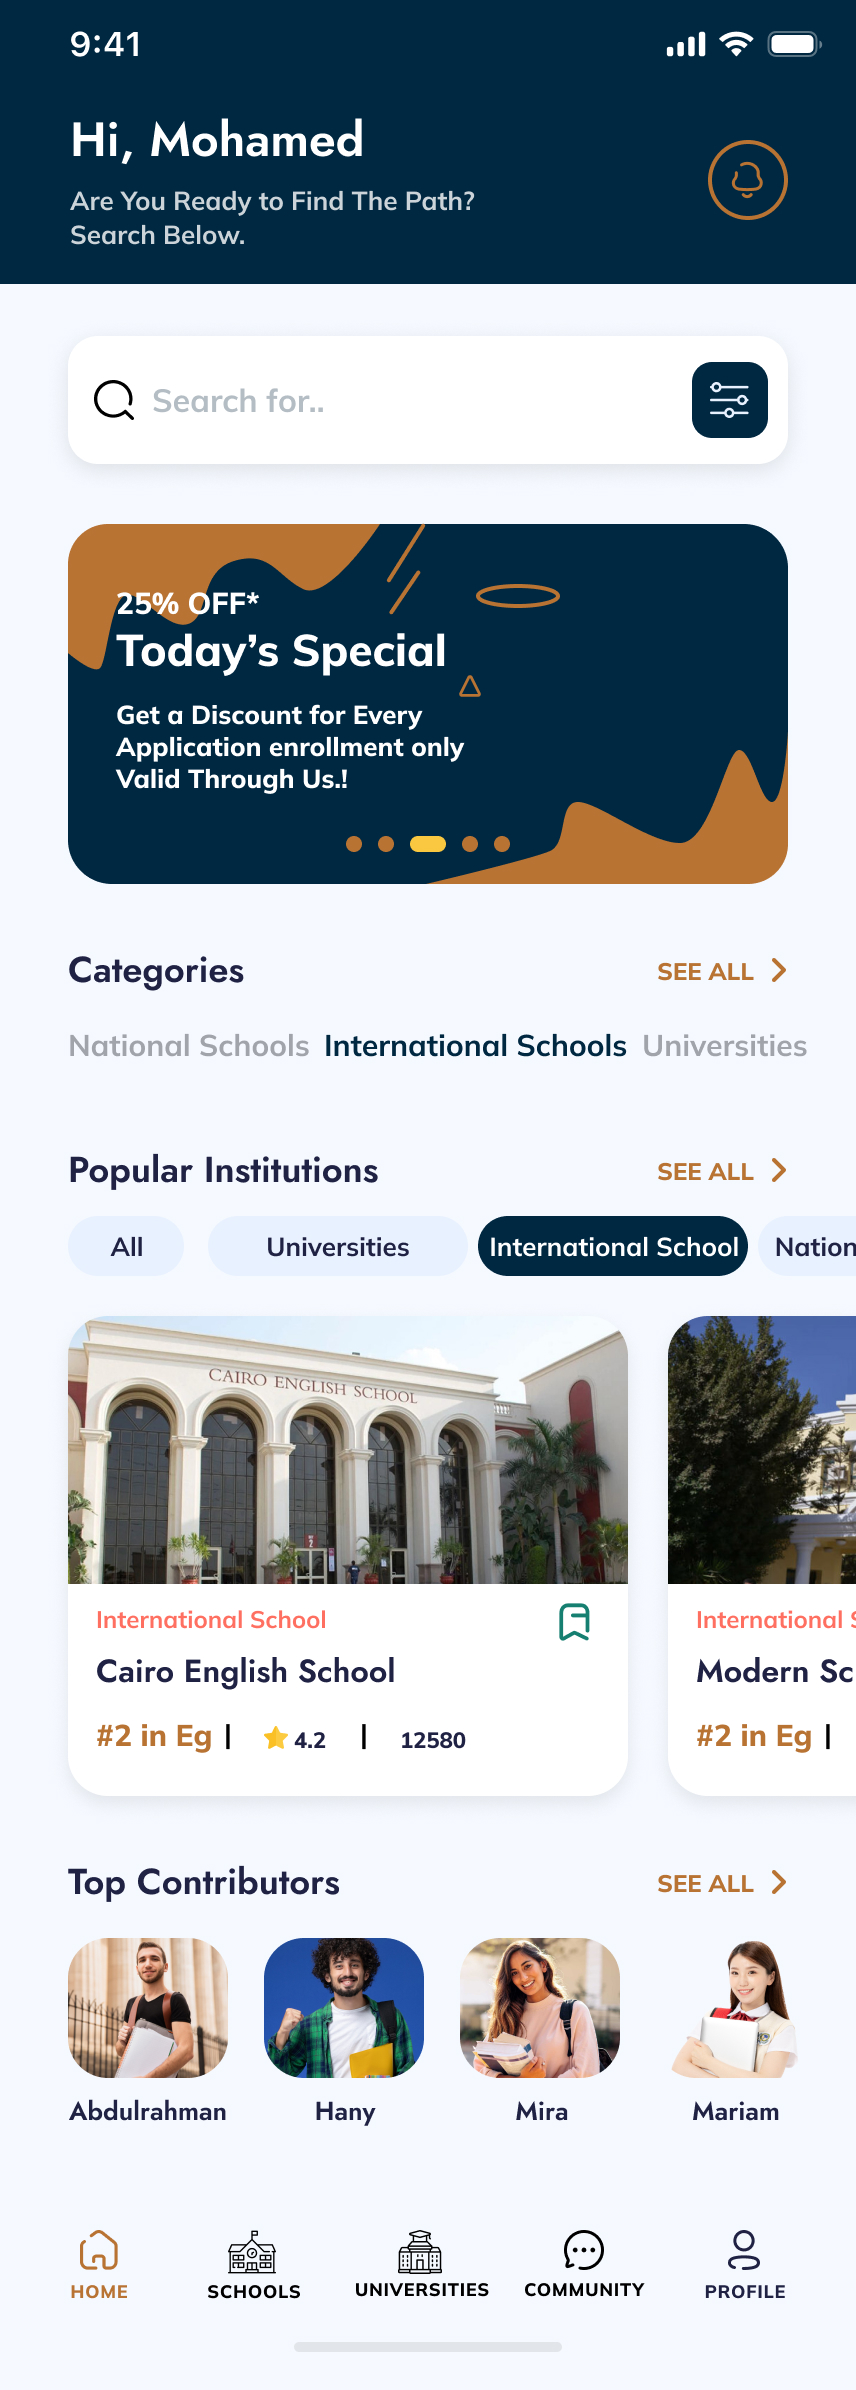 9:41
Hi, Mohamed
Are You Ready to Find The Path?
Search Below.
Search for..
25% OFF*
Today’s Special
Get a Discount for Every
Application enrollment only
Valid Through Us.!
Categories
SEE ALL
National Schools International Schools Universities
Popular Institutions
SEE ALL
All Universities International School Nation
CAIRO ENGLISH SCHOOL
2
International School
Cairo English School
#2 in Eg | 4.2 | 12580
International S
Modern Sc
#2 in Eg |
Top Contributors
SEE ALL
Abdulrahman Hany Mira Mariam
HOME SCHOOLS UNIVERSITIES COMMUNITY PROFILE